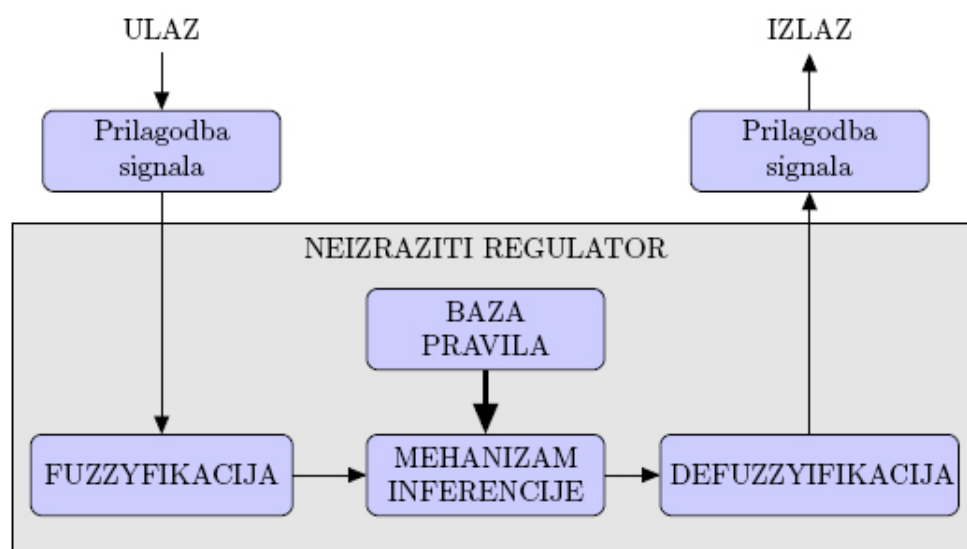 ULAZ
IZLAZ
Prilagodba
signala
Prilagodba
signala
NEIZRAZITI REGULATOR
BAZA
PRAVILA
FUZZYFIKACIJA
MEHANIZAM
INFERENCIJE
DEFUZZYIFIKACIJA